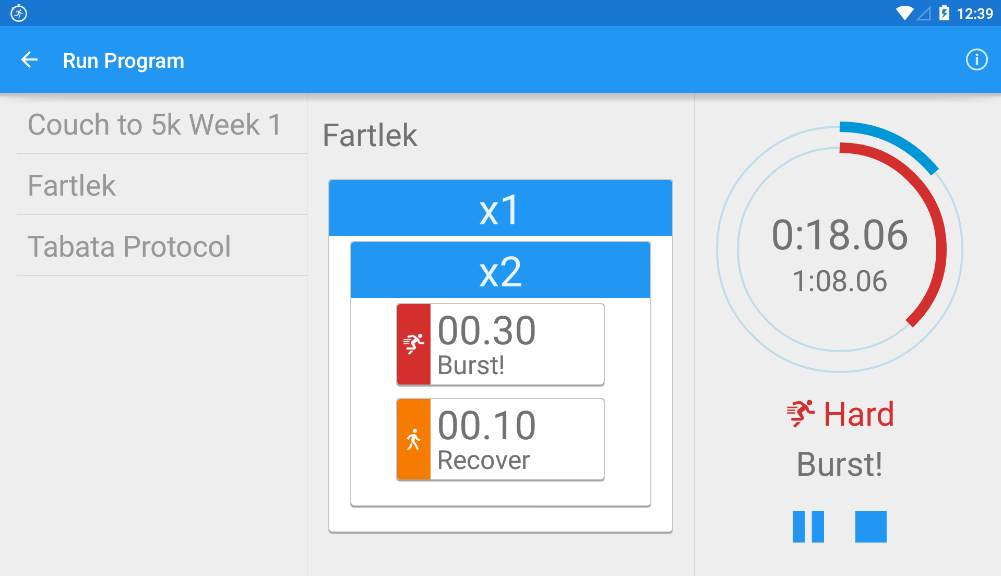 12:39
Run Program
Couch to 5k Week 1
Fartlek
Tabata Protocol
Fartlek
x1
x2
00.30
Burst!
00.10
Recover
0:18.06
1:08.06
Hard
Burst!